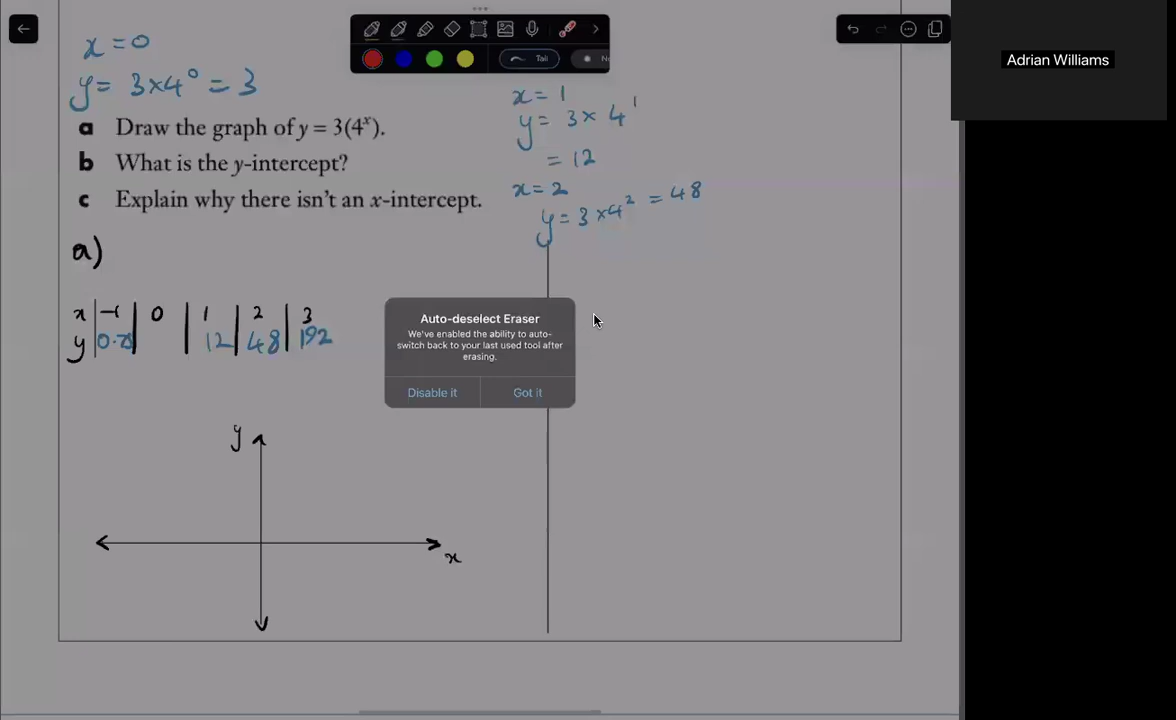 Adrian Williams
Tail
x = 0
y = 3×4⁰ = 3
x = 1
y = 3× 4¹
= 12
x = 2
y = 3×4² = 48
a Draw the graph of y = 3(4ˣ).
b What is the y-intercept?
c Explain why there isn't an x-intercept.
a)
x | -1 | 0 | 1 | 2 | 3
y | 0.75 | | 12 | 48 | 192
Auto-deselect Eraser
We've enabled the ability to auto-
switch back to your last used tool after
erasing.
Disable it Got it
y
x